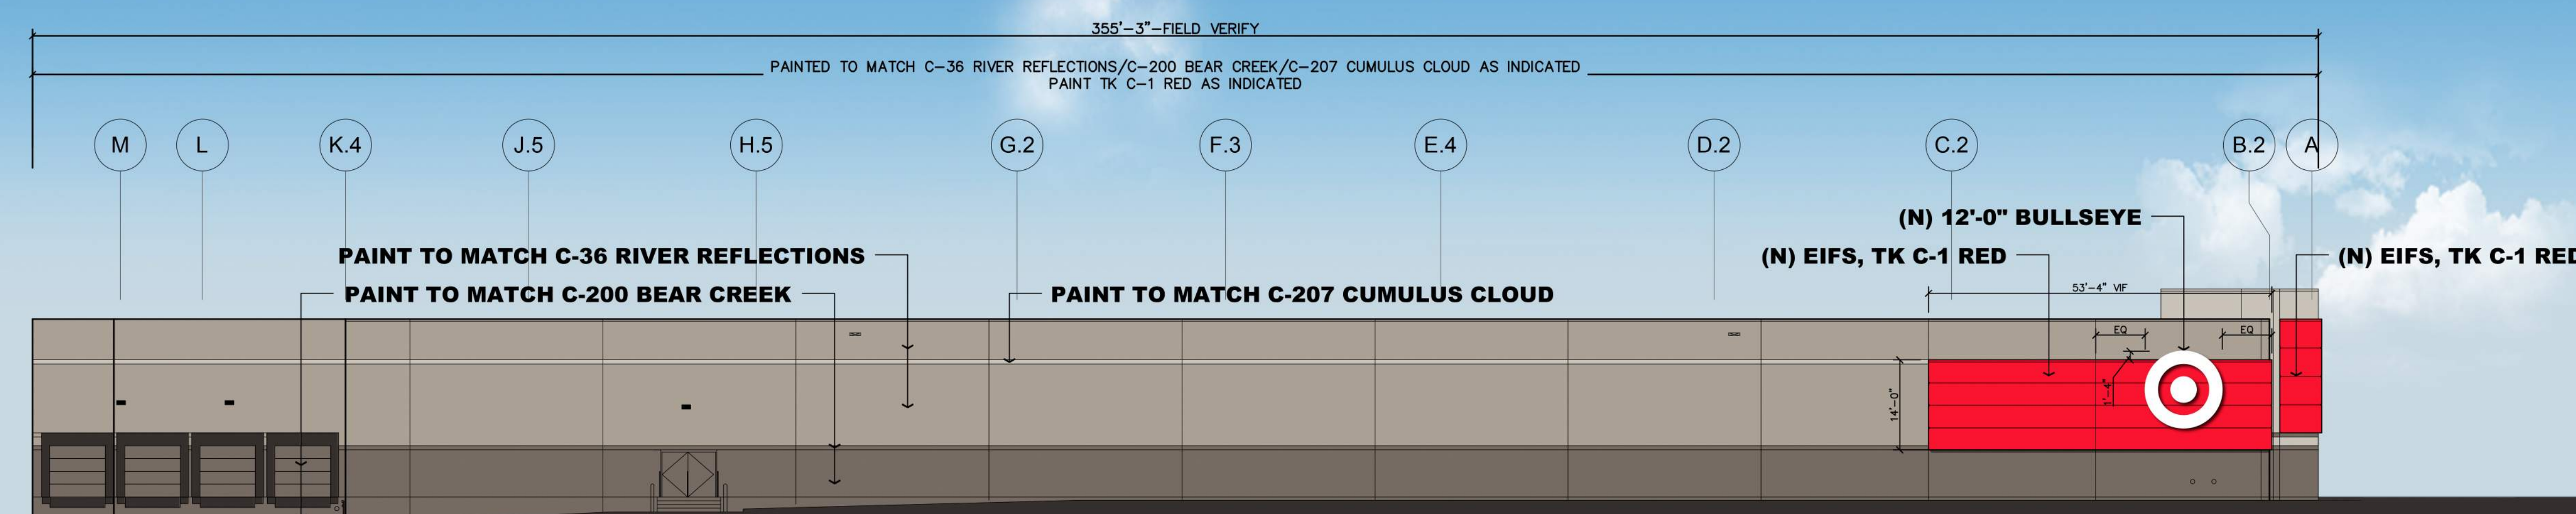 355'-3"-FIELD VERIFY
PAINTED TO MATCH C-36 RIVER REFLECTIONS/C-200 BEAR CREEK/C-207 CUMULUS CLOUD AS INDICATED
PAINT TK C-1 RED AS INDICATED
M L K.4 J.5 H.5 G.2 F.3 E.4 D.2 C.2 B.2 A
(N) 12'-0" BULLSEYE
PAINT TO MATCH C-36 RIVER REFLECTIONS
(N) EIFS, TK C-1 RED
(N) EIFS, TK C-1 RED
PAINT TO MATCH C-200 BEAR CREEK
PAINT TO MATCH C-207 CUMULUS CLOUD
53'-4" VIF
EQ EQ
1'-4"
14'-0"